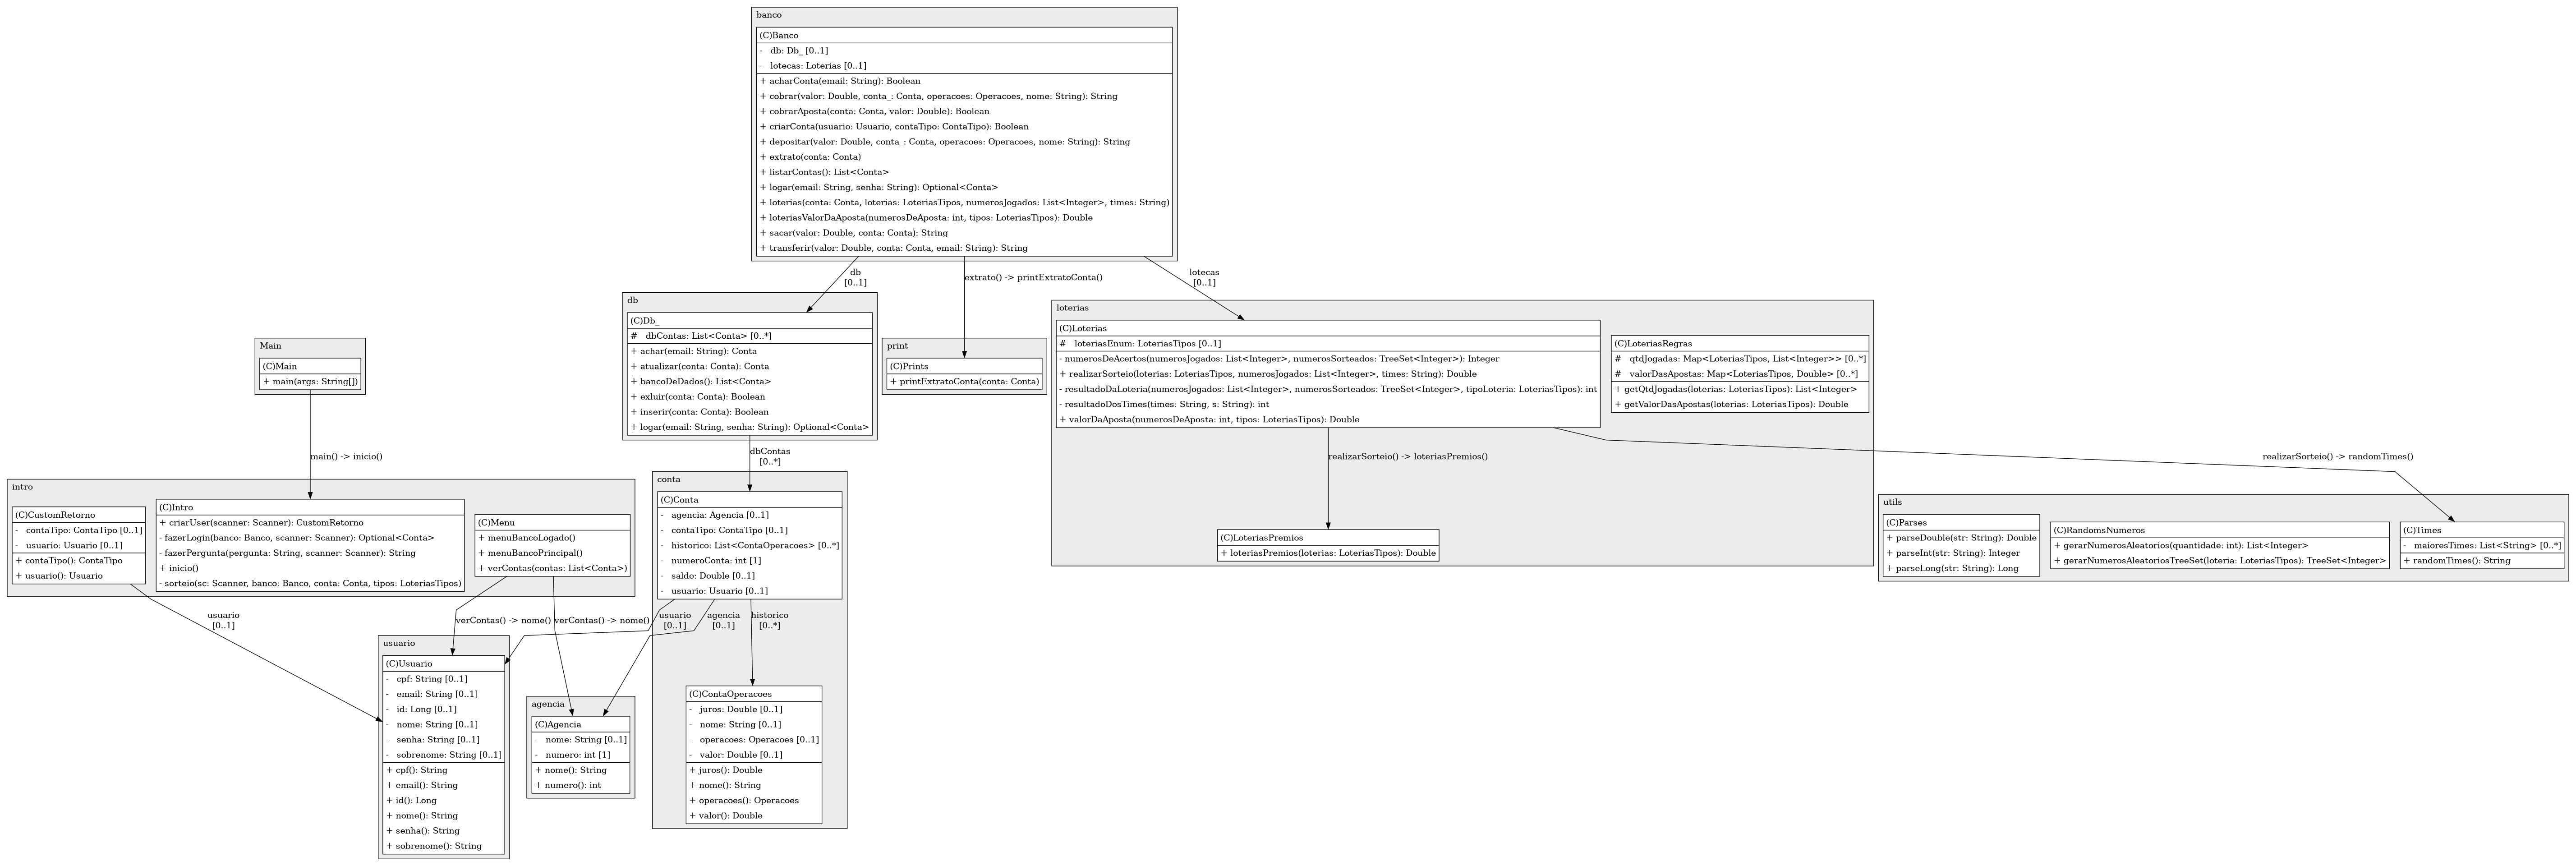 banco
(C)Banco
- db: Db_ [0..1]
- lotecas: Loterias [0..1]
+ acharConta(email: String): Boolean
+ cobrar(valor: Double, conta_: Conta, operacoes: Operacoes, nome: String): String
+ cobrarAposta(conta: Conta, valor: Double): Boolean
+ criarConta(usuario: Usuario, contaTipo: ContaTipo): Boolean
+ depositar(valor: Double, conta_: Conta, operacoes: Operacoes, nome: String): String
+ extrato(conta: Conta)
+ listarContas(): List<Conta>
+ logar(email: String, senha: String): Optional<Conta>
+ loterias(conta: Conta, loterias: LoteriasTipos, numerosJogados: List<Integer>, times: String)
+ loteriasValorDaAposta(numerosDeAposta: int, tipos: LoteriasTipos): Double
+ sacar(valor: Double, conta: Conta): String
+ transferir(valor: Double, conta: Conta, email: String): String
db
[0..1]
extrato() -> printExtratoConta()
lotecas
[0..1]
db
(C)Db_
# dbContas: List<Conta> [0..*]
+ achar(email: String): Conta
+ atualizar(conta: Conta): Conta
+ bancoDeDados(): List<Conta>
+ exluir(conta: Conta): Boolean
+ inserir(conta: Conta): Boolean
+ logar(email: String, senha: String): Optional<Conta>
print
(C)Prints
+ printExtratoConta(conta: Conta)
loterias
(C)Loterias
# loteriasEnum: LoteriasTipos [0..1]
- numerosDeAcertos(numerosJogados: List<Integer>, numerosSorteados: TreeSet<Integer>): Integer
+ realizarSorteio(loterias: LoteriasTipos, numerosJogados: List<Integer>, times: String): Double
- resultadoDaLoteria(numerosJogados: List<Integer>, numerosSorteados: TreeSet<Integer>, tipoLoteria: LoteriasTipos): int
- resultadoDosTimes(times: String, s: String): int
+ valorDaAposta(numerosDeAposta: int, tipos: LoteriasTipos): Double
(C)LoteriasRegras
# qtdJogadas: Map<LoteriasTipos, List<Integer>> [0..*]
# valorDasApostas: Map<LoteriasTipos, Double> [0..*]
+ getQtdJogadas(loterias: LoteriasTipos): List<Integer>
+ getValorDasApostas(loterias: LoteriasTipos): Double
Main
(C)Main
+ main(args: String[])
main() -> inicio()
dbContas
[0..*]
realizarSorteio() -> loteriasPremios()
realizarSorteio() -> randomTimes()
intro
(C)CustomRetorno
- contaTipo: ContaTipo [0..1]
- usuario: Usuario [0..1]
+ contaTipo(): ContaTipo
+ usuario(): Usuario
(C)Intro
+ criarUser(scanner: Scanner): CustomRetorno
- fazerLogin(banco: Banco, scanner: Scanner): Optional<Conta>
- fazerPergunta(pergunta: String, scanner: Scanner): String
+ inicio()
- sorteio(sc: Scanner, banco: Banco, conta: Conta, tipos: LoteriasTipos)
(C)Menu
+ menuBancoLogado()
+ menuBancoPrincipal()
+ verContas(contas: List<Conta>)
conta
(C)Conta
- agencia: Agencia [0..1]
- contaTipo: ContaTipo [0..1]
- historico: List<ContaOperacoes> [0..*]
- numeroConta: int [1]
- saldo: Double [0..1]
- usuario: Usuario [0..1]
(C)LoteriasPremios
+ loteriasPremios(loterias: LoteriasTipos): Double
utils
(C)Parses
+ parseDouble(str: String): Double
+ parseInt(str: String): Integer
+ parseLong(str: String): Long
(C)RandomsNumeros
+ gerarNumerosAleatorios(quantidade: int): List<Integer>
+ gerarNumerosAleatoriosTreeSet(loteria: LoteriasTipos): TreeSet<Integer>
(C)Times
- maioresTimes: List<String> [0..*]
+ randomTimes(): String
usuario
[0..1]
verContas() -> nome()
verContas() -> nome()
usuario
[0..1]
agencia
[0..1]
historico
[0..*]
usuario
(C)Usuario
- cpf: String [0..1]
- email: String [0..1]
- id: Long [0..1]
- nome: String [0..1]
- senha: String [0..1]
- sobrenome: String [0..1]
+ cpf(): String
+ email(): String
+ id(): Long
+ nome(): String
+ senha(): String
+ sobrenome(): String
agencia
(C)Agencia
- nome: String [0..1]
- numero: int [1]
+ nome(): String
+ numero(): int
(C)ContaOperacoes
- juros: Double [0..1]
- nome: String [0..1]
- operacoes: Operacoes [0..1]
- valor: Double [0..1]
+ juros(): Double
+ nome(): String
+ operacoes(): Operacoes
+ valor(): Double